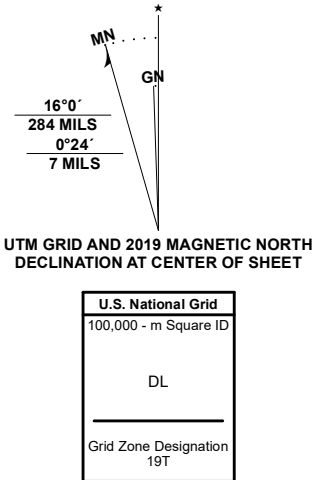 ★
MN
GN
16°0´
284 MILS
0°24´
7 MILS
UTM GRID AND 2019 MAGNETIC NORTH
DECLINATION AT CENTER OF SHEET
U.S. National Grid
100,000 - m Square ID
DL
Grid Zone Designation
19T